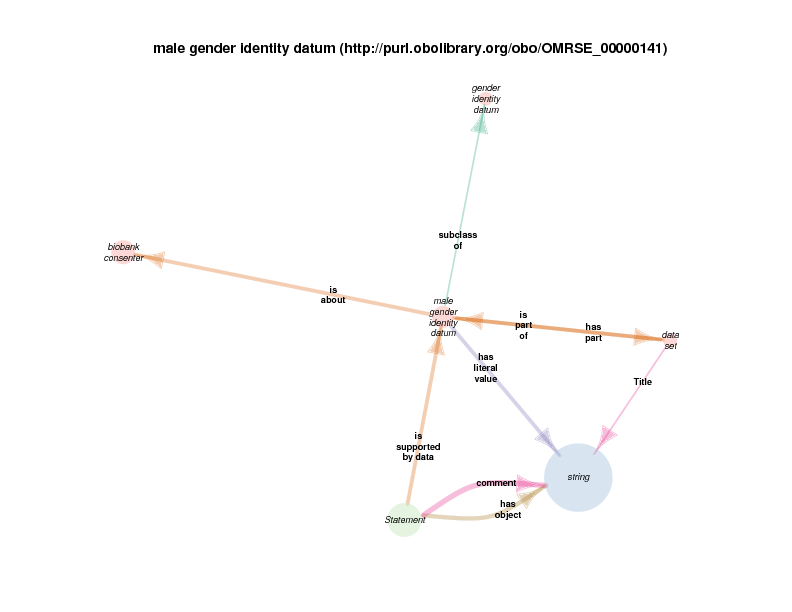 male gender identity datum (http://purl.obolibrary.org/obo/OMRSE_00000141)
gender
identity
datum
subclass
of
biobank
consenter
is
about
male
gender
identity
datum
is
part
of
has
part
data
set
has
literal
value
Title
is
supported
by data
string
comment
has
object
Statement